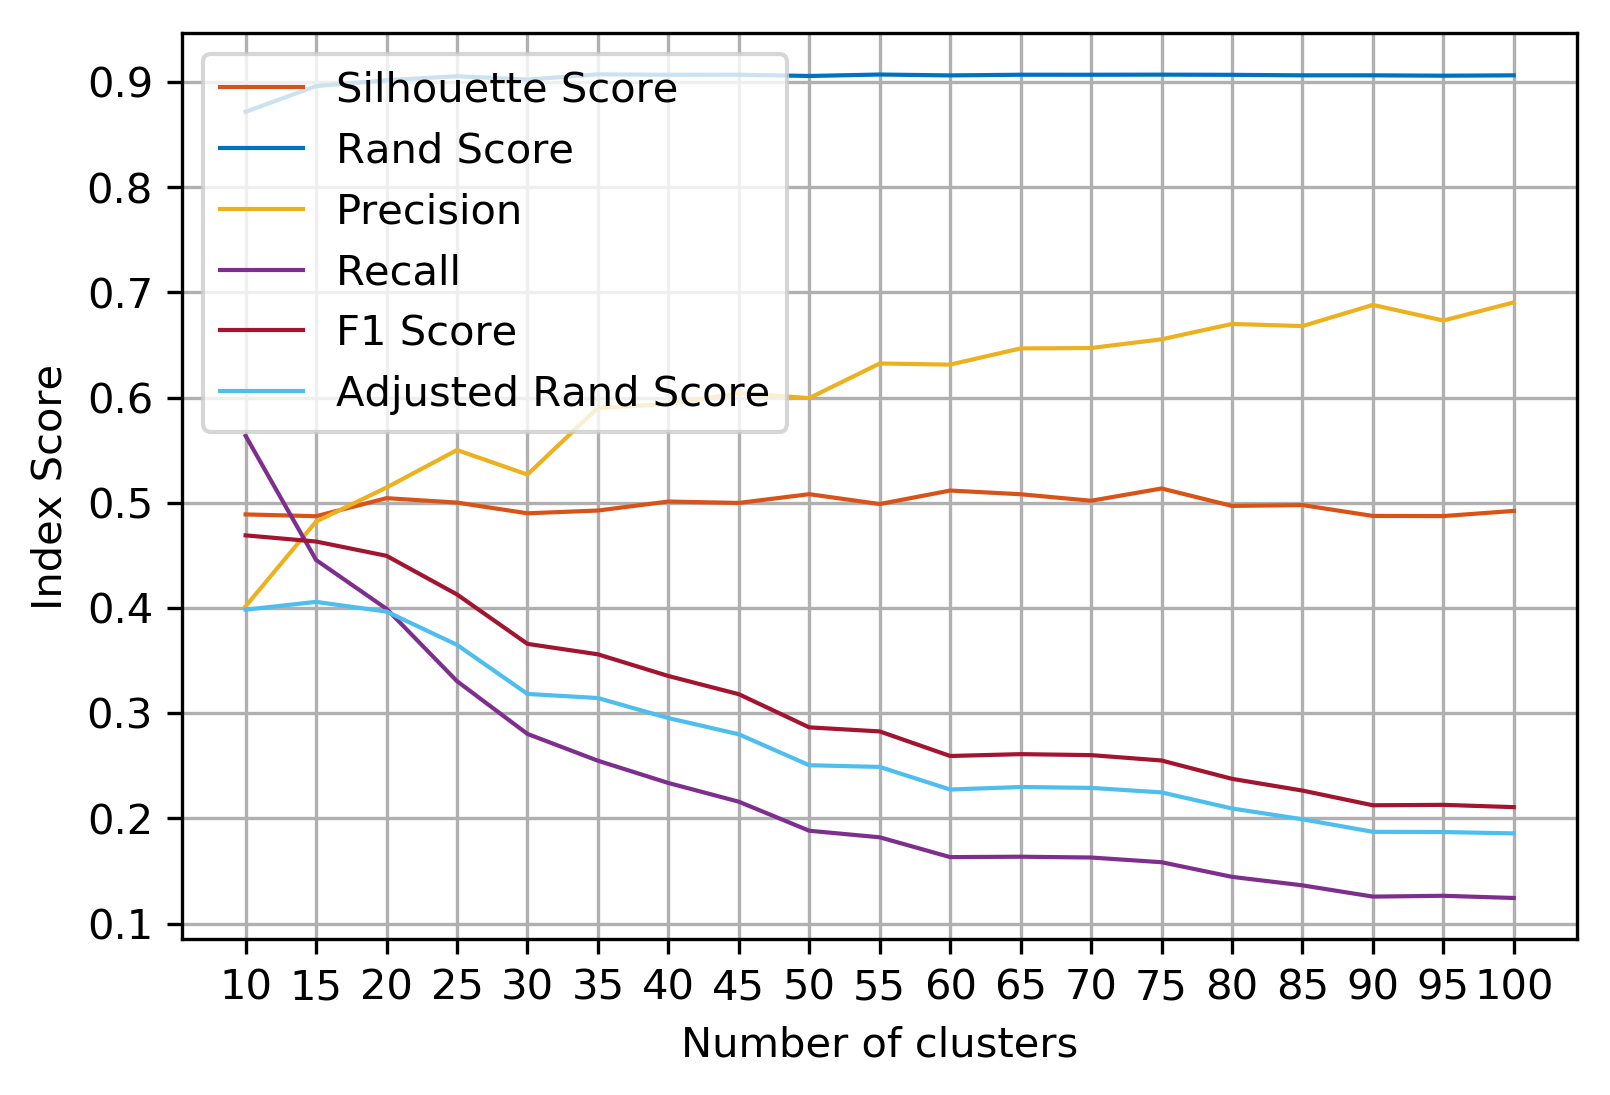 Silhouette Score
Rand Score
Precision
Recall
F1 Score
Adjusted Rand Score
Index Score
0.9
0.8
0.7
0.6
0.5
0.4
0.3
0.2
0.1
10 15 20 25 30 35 40 45 50 55 60 65 70 75 80 85 90 95 100
Number of clusters